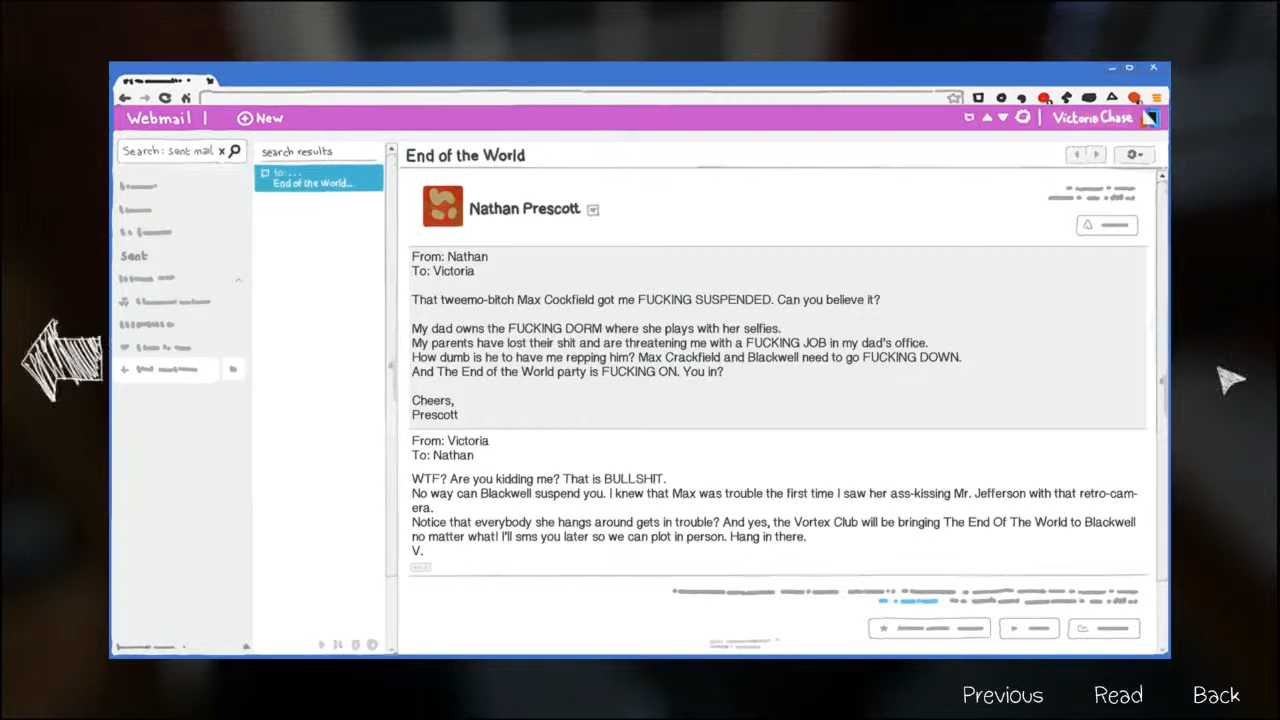 Webmail | New Victoria Chase
Search: sent mail x
search results
End of the World
to:...
End of the World...
Nathan Prescott
Sent
From: Nathan
To: Victoria
That tweemo-bitch Max Cockfield got me FUCKING SUSPENDED. Can you believe it?
My dad owns the FUCKING DORM where she plays with her selfies.
My parents have lost their shit and are threatening me with a FUCKING JOB in my dad's office.
How dumb is he to have me repping him? Max Crackfield and Blackwell need to go FUCKING DOWN.
And The End of the World party is FUCKING ON. You in?
Cheers,
Prescott
From: Victoria
To: Nathan
WTF? Are you kidding me? That is BULLSHIT.
No way can Blackwell suspend you. I knew that Max was trouble the first time I saw her ass-kissing Mr. Jefferson with that retro-cam-
era.
Notice that everybody she hangs around gets in trouble? And yes, the Vortex Club will be bringing The End Of The World to Blackwell
no matter what! I'll sms you later so we can plot in person. Hang in there.
V.
Previous Read Back